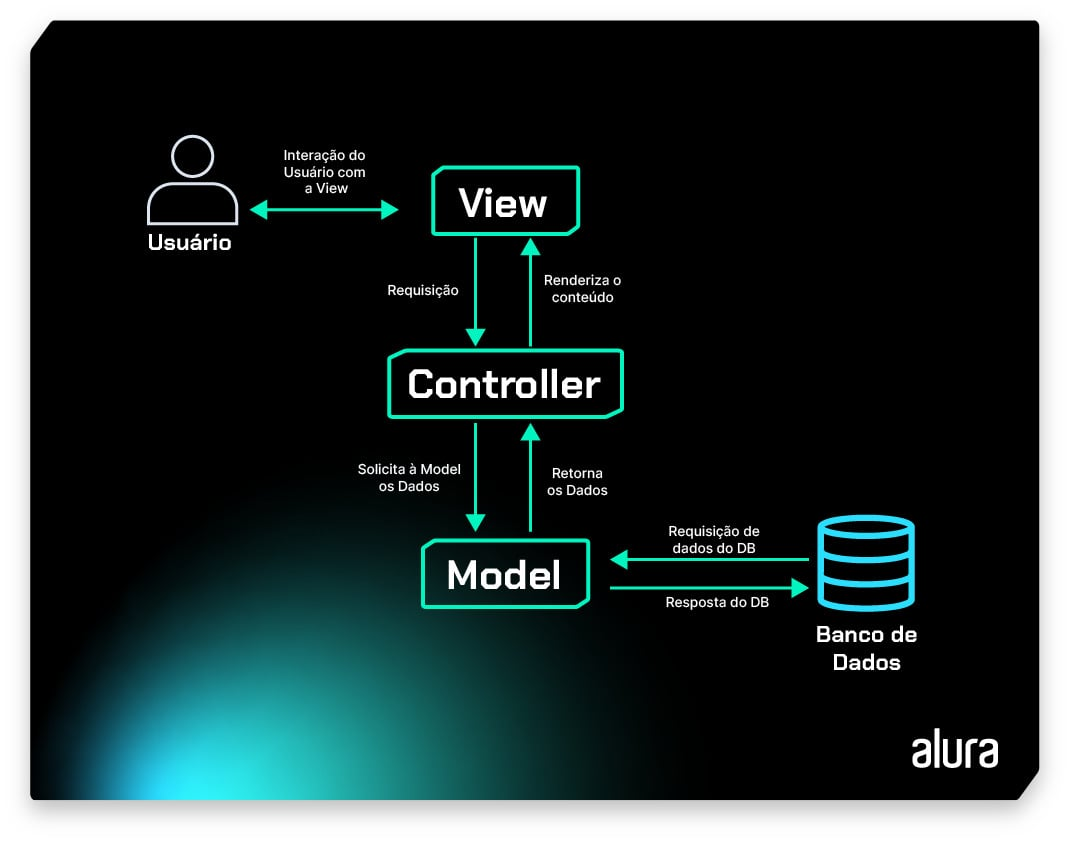 Interação do
Usuário com
a View
View
Usuário
Requisição
Renderiza o
conteúdo
Controller
Solicita à Model
os Dados
Retorna
os Dados
Requisição de
dados do DB
Model
Resposta do DB
Banco de
Dados
alura